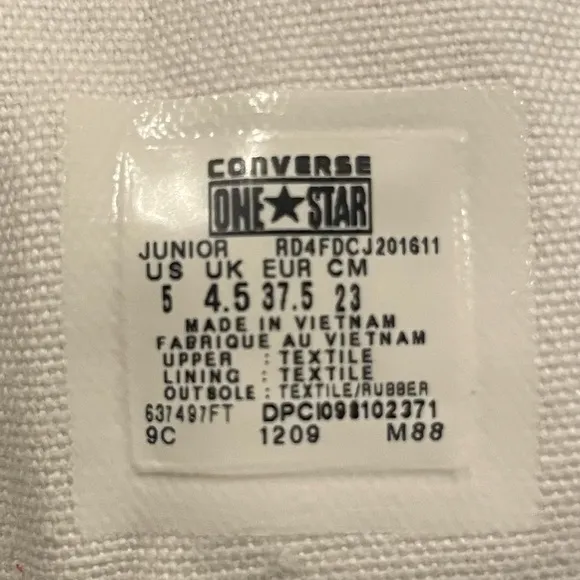 CONVERSE
ONE★STAR
JUNIOR RD4FDCJ201611
US UK EUR CM
5 4.5 37.5 23
MADE IN VIETNAM
FABRIQUE AU VIETNAM
UPPER : TEXTILE
LINING : TEXTILE
OUTSOLE : TEXTILE/RUBBER
637497FT DPCI098102371
9C 1209 M88